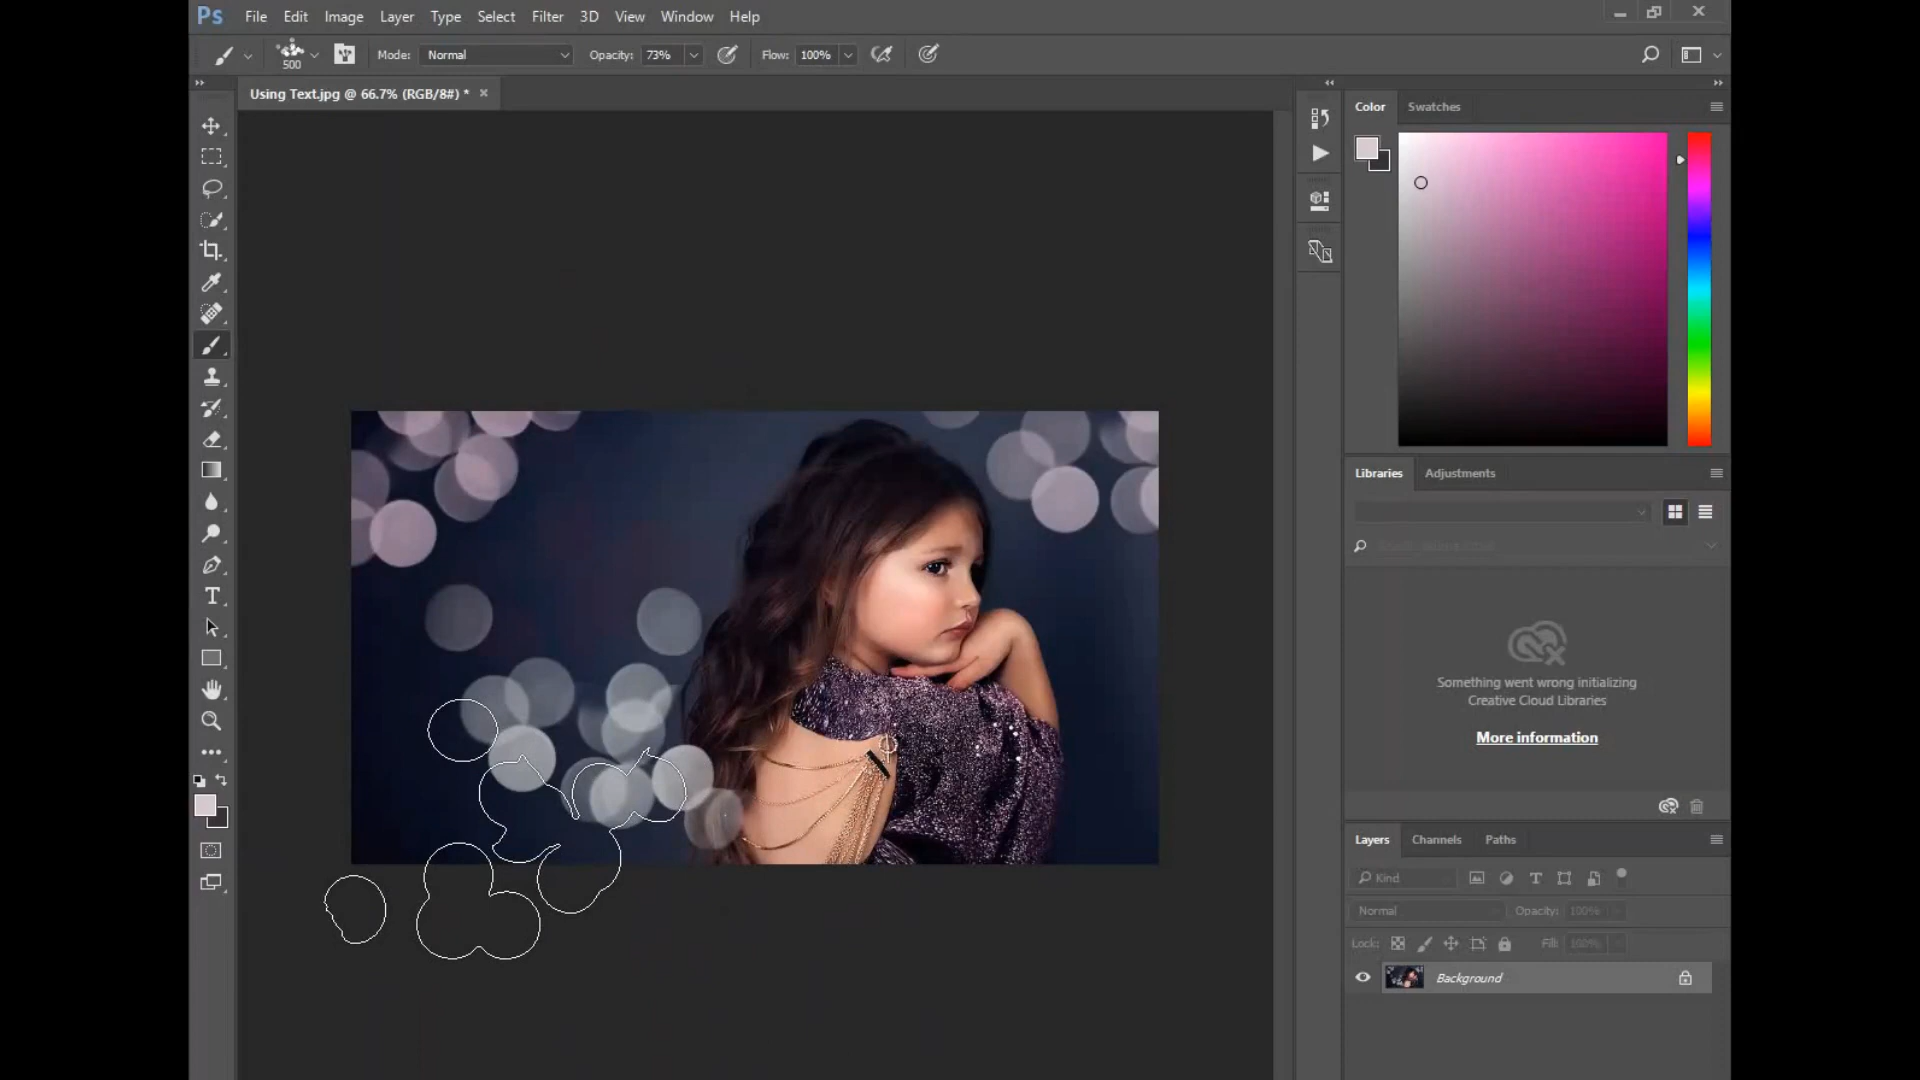 Ps File Edit Image Layer Type Select Filter 3D View Window Help
500 Mode: Normal Opacity: 73% Flow: 100%
Using Text.jpg @ 66.7% (RGB/8#) *
Color Swatches
Libraries Adjustments
Something went wrong initializing
Creative Cloud Libraries
More information
Layers Channels Paths
Kind
Normal Opacity: 100%
Lock: Fill: 100%
Background